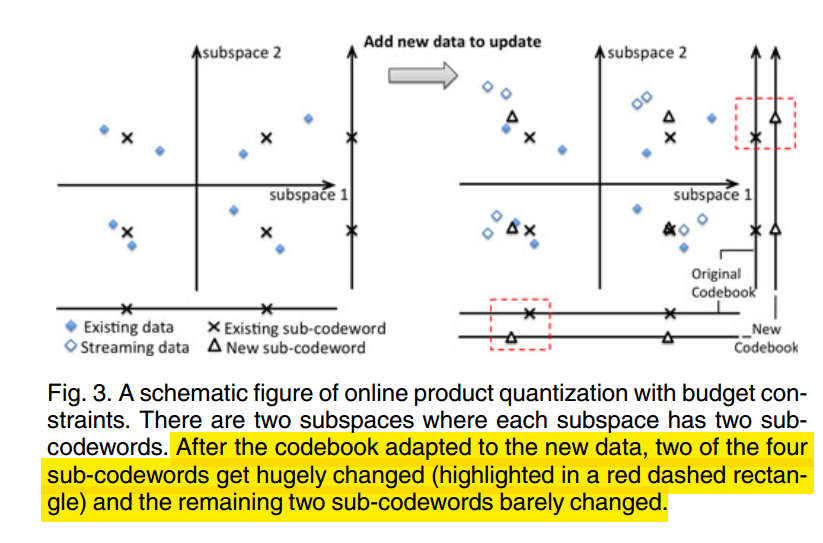 subspace 2
subspace 1
Add new data to update
subspace 2
subspace 1
Original
Codebook
New
Codebook
Existing data
Existing sub-codeword
Streaming data
New sub-codeword
Fig. 3. A schematic figure of online product quantization with budget con-
straints. There are two subspaces where each subspace has two sub-
codewords. After the codebook adapted to the new data, two of the four
sub-codewords get hugely changed (highlighted in a red dashed rectan-
gle) and the remaining two sub-codewords barely changed.